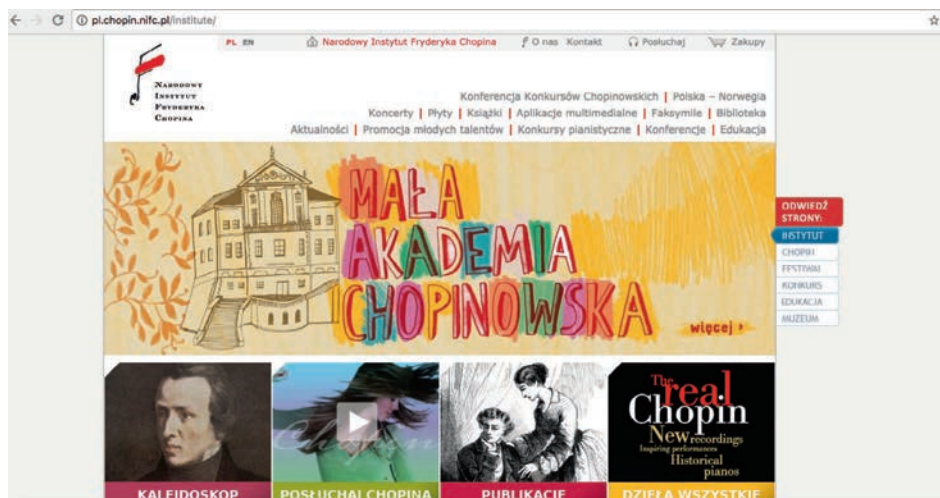 pl.chopin.nifc.pl/institute/
PL EN Narodowy Instytut Fryderyka Chopina O nas Kontakt Posłuchaj Zakupy
NARODOWY
INSTYTUT
FRYDERYKA
CHOPINA
Konferencja Konkursów Chopinowskich | Polska – Norwegia
Koncerty | Płyty | Książki | Aplikacje multimedialne | Faksymile | Biblioteka
Aktualności | Promocja młodych talentów | Konkursy pianistyczne | Konferencje | Edukacja
MAŁA
AKADEMIA
CHOPINOWSKA
więcej
ODWIEDŹ
STRONY:
INSTYTUT
CHOPIN
FESTIWAL
KONKURS
EDUKACJA
MUZEUM
Chopin
The real
Chopin
New recordings
Inspiring performances
Historical
pianos
KALEJDOSKOP
POSŁUCHAJ CHOPINA
PUBLIKACJE
DZIEŁA WSZYSTKIE